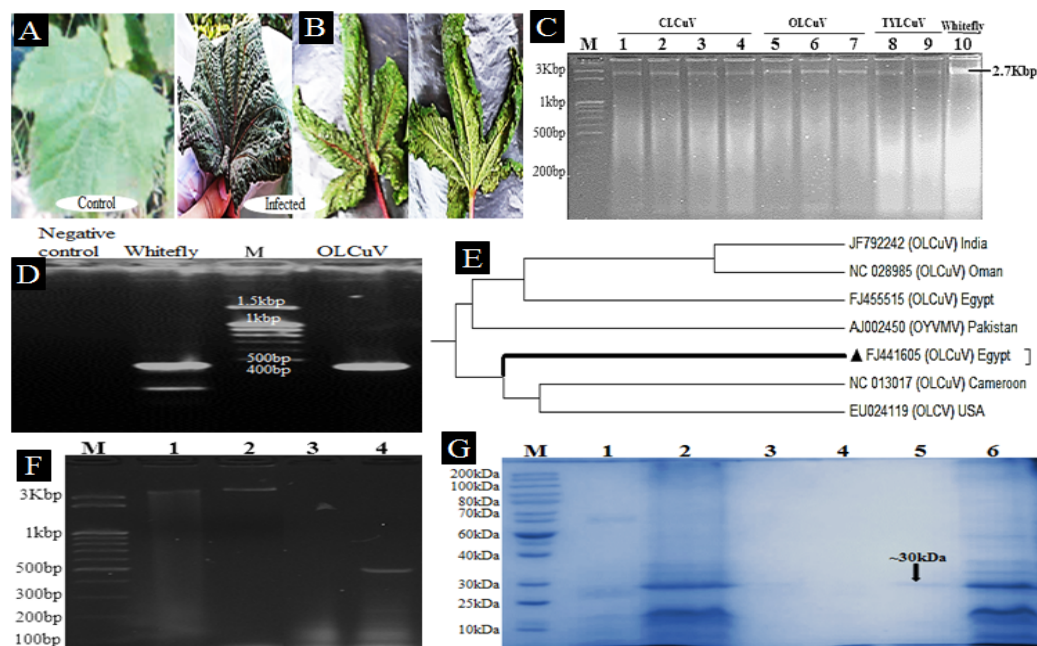 A
Control
Infected
B
C
CLCuV OLCuV TYLCuV Whitefly
M 1 2 3 4 5 6 7 8 9 10
3Kbp
2.7Kbp
1kbp
500bp
200bp
D
Negative control Whitefly M OLCuV
1.5kbp
1kbp
500bp
400bp
E
JF792242 (OLCuV) India
NC 028985 (OLCuV) Oman
FJ455515 (OLCuV) Egypt
AJ002450 (OYVMV) Pakistan
▲ FJ441605 (OLCuV) Egypt
NC 013017 (OLCuV) Cameroon
EU024119 (OLCV) USA
F
M 1 2 3 4
3Kbp
1kbp
500bp
300bp
200bp
100bp
G
M 1 2 3 4 5 6
200kDa
100kDa
80kDa
70kDa
60kDa
40kDa
~30kDa
30kDa
25kDa
10kDa